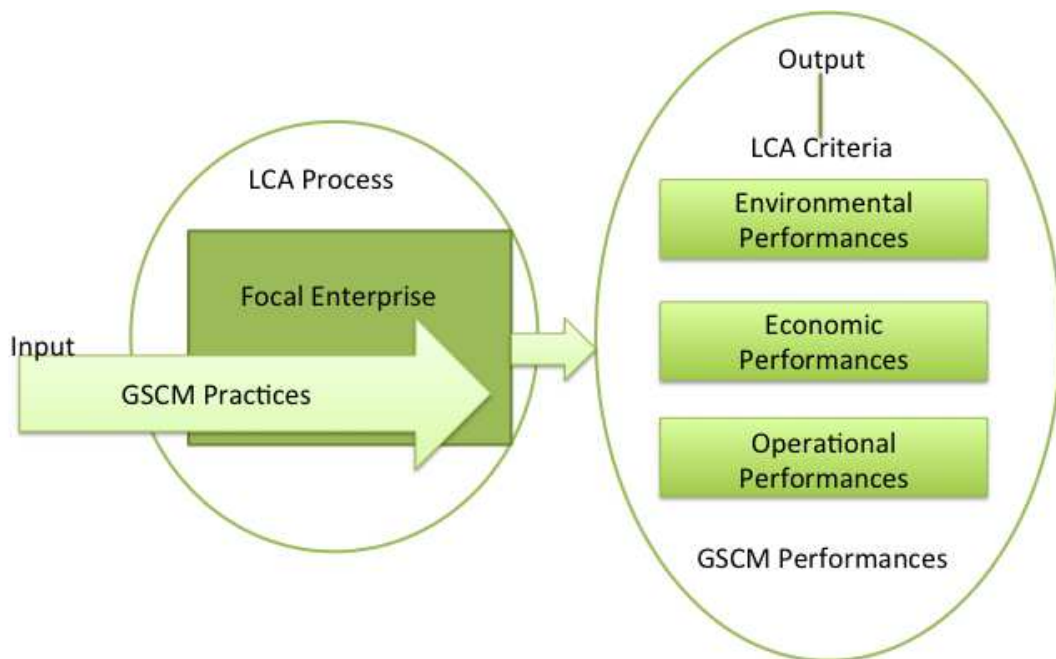 Input
LCA Process
Focal Enterprise
GSCM Practices
Output
LCA Criteria
Environmental
Performances
Economic
Performances
Operational
Performances
GSCM Performances